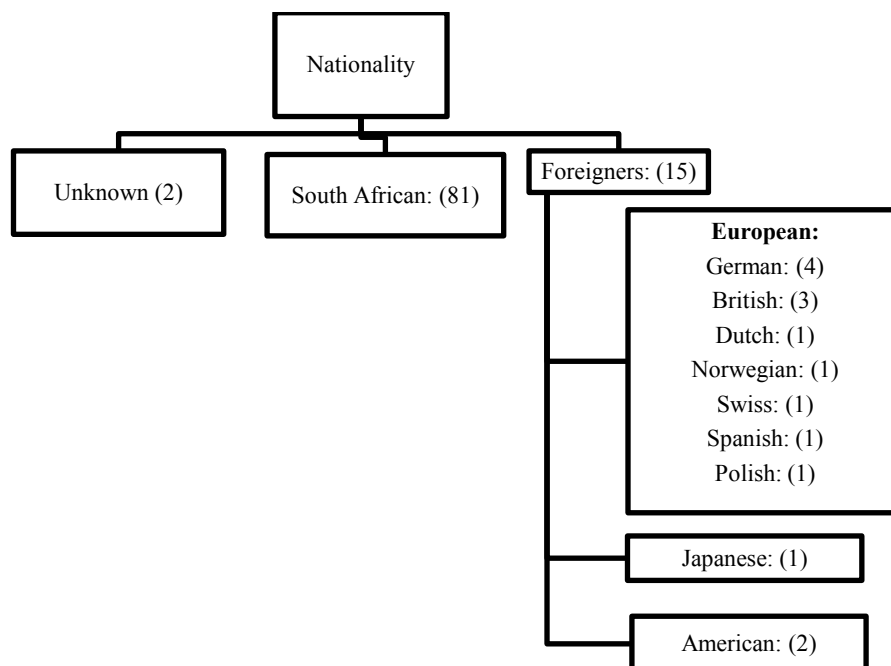 Nationality
Unknown (2)
South African: (81)
Foreigners: (15)
European:
German: (4)
British: (3)
Dutch: (1)
Norwegian: (1)
Swiss: (1)
Spanish: (1)
Polish: (1)
Japanese: (1)
American: (2)